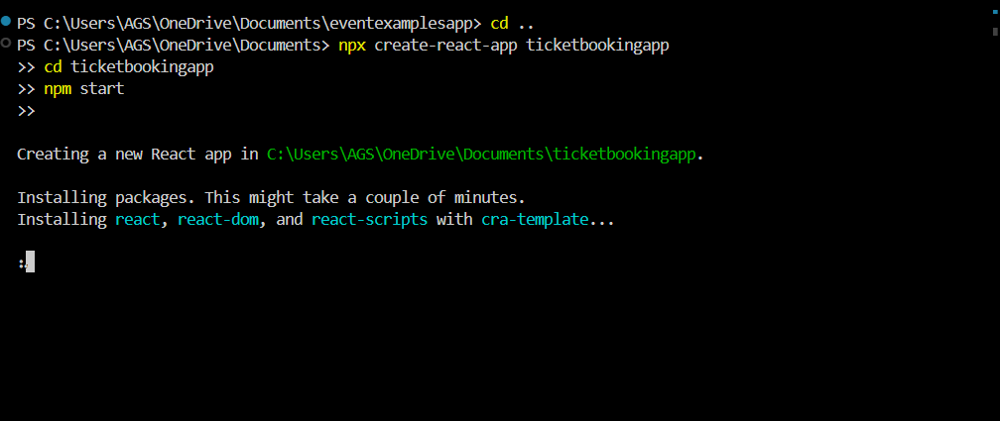 PS C:\Users\AGS\OneDrive\Documents\eventexamplesapp> cd ..
PS C:\Users\AGS\OneDrive\Documents> npx create-react-app ticketbookingapp
>> cd ticketbookingapp
>> npm start
>>
Creating a new React app in C:\Users\AGS\OneDrive\Documents\ticketbookingapp.
Installing packages. This might take a couple of minutes.
Installing react, react-dom, and react-scripts with cra-template...